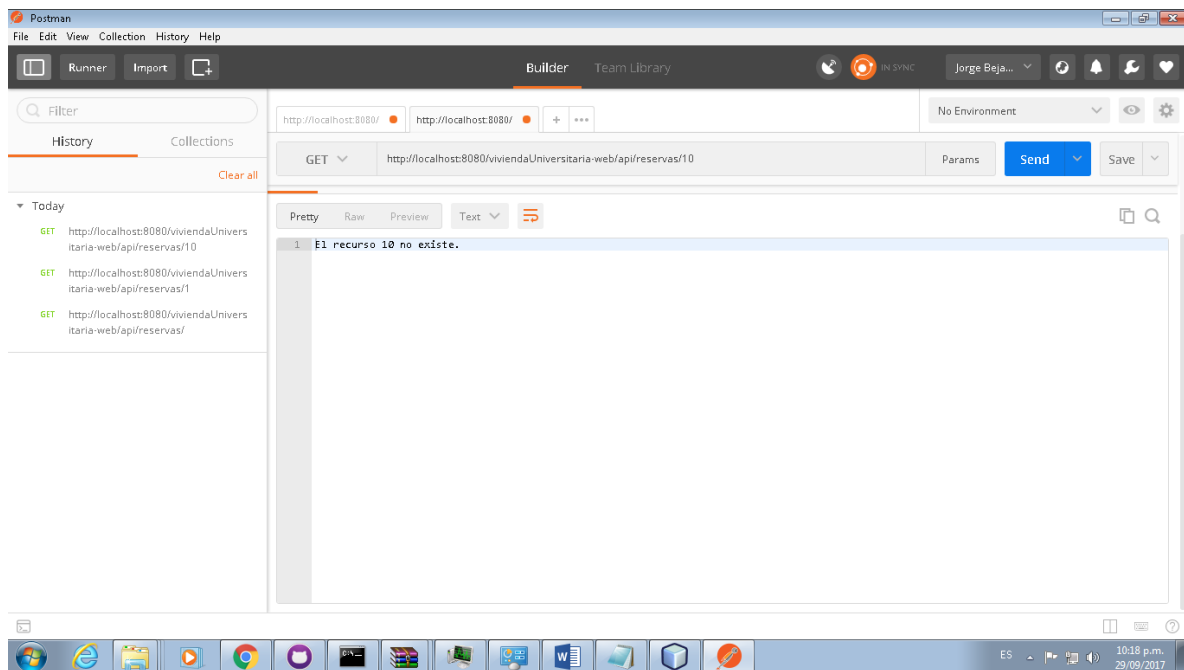 Postman
File Edit View Collection History Help
Runner Import Builder Team Library IN SYNC Jorge Beja...
Filter
History Collections
Clear all
Today
GET http://localhost:8080/viviendaUnivers
itaria-web/api/reservas/10
GET http://localhost:8080/viviendaUnivers
itaria-web/api/reservas/1
GET http://localhost:8080/viviendaUnivers
itaria-web/api/reservas/
http://localhost:8080/ http://localhost:8080/ + ••• No Environment
GET http://localhost:8080/viviendaUniversitaria-web/api/reservas/10 Params Send Save
Pretty Raw Preview Text
1 El recurso 10 no existe.
ES 10:18 p.m.
29/09/2017